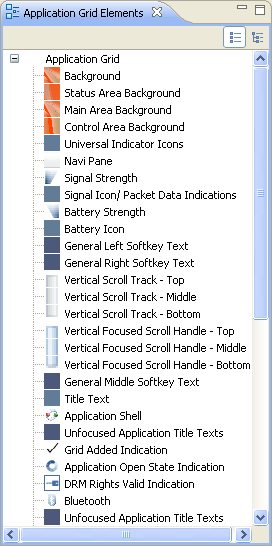 Application Grid Elements
Application Grid
Background
Status Area Background
Main Area Background
Control Area Background
Universal Indicator Icons
Navi Pane
Signal Strength
Signal Icon/ Packet Data Indications
Battery Strength
Battery Icon
General Left Softkey Text
General Right Softkey Text
Vertical Scroll Track - Top
Vertical Scroll Track - Middle
Vertical Scroll Track - Bottom
Vertical Focused Scroll Handle - Top
Vertical Focused Scroll Handle - Middle
Vertical Focused Scroll Handle - Bottom
General Middle Softkey Text
Title Text
Application Shell
Unfocused Application Title Texts
Grid Added Indication
Application Open State Indication
DRM Rights Valid Indication
Bluetooth
Unfocused Application Title Texts